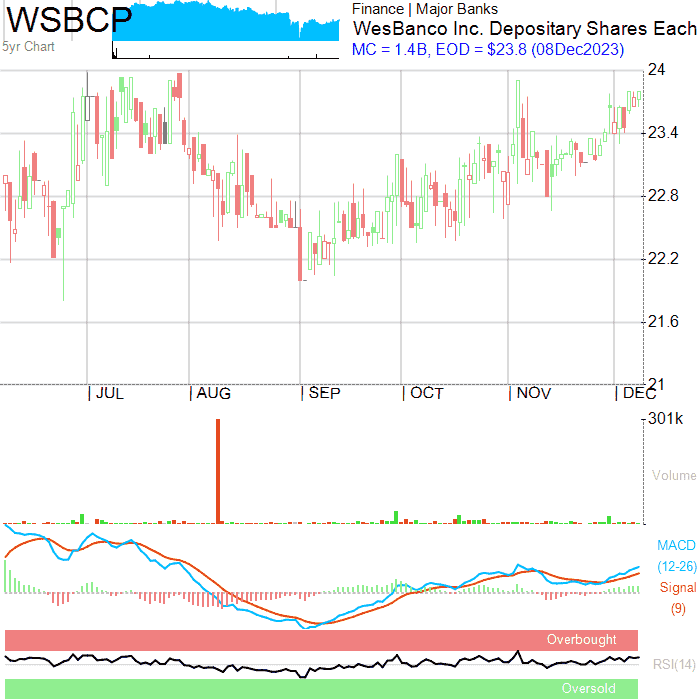 WSBCP
5yr Chart
Finance | Major Banks
WesBanco Inc. Depositary Shares Each
MC = 1.4B, EOD = $23.8 (08Dec2023)
24
23.4
22.8
22.2
21.6
21
JUL AUG SEP OCT NOV DEC
301k
Volume
MACD
(12-26)
Signal
(9)
Overbought
RSI(14)
Oversold